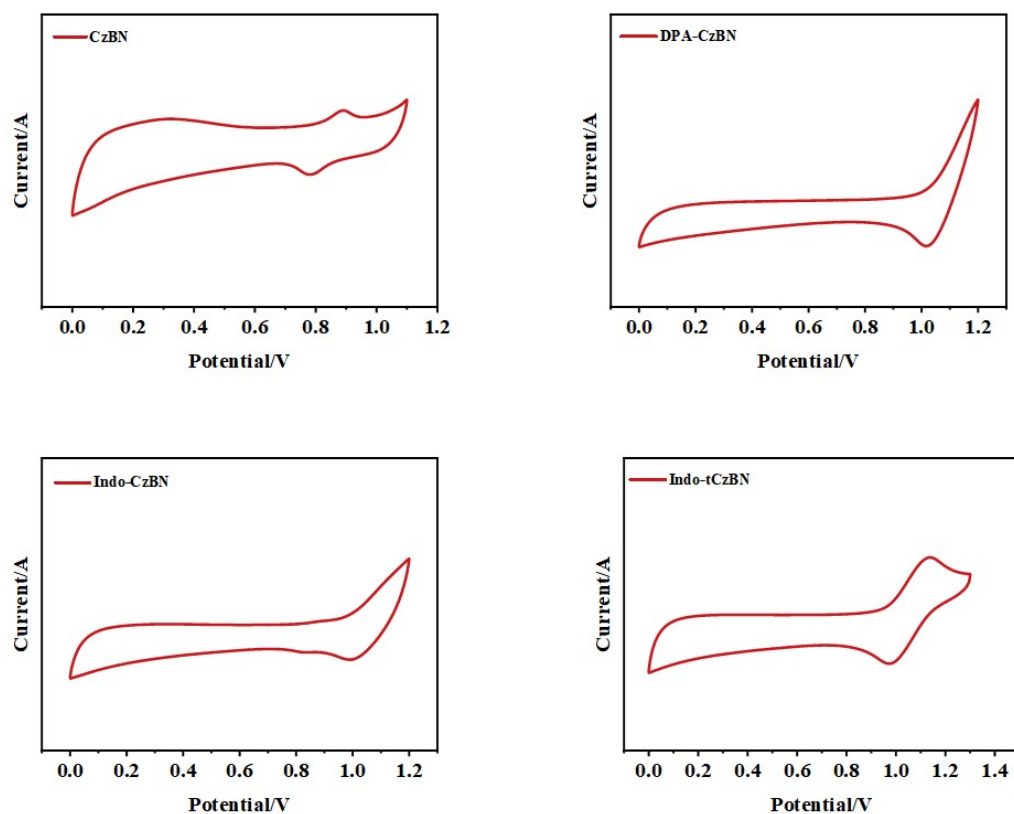 CzBN
Current/A
0.0 0.2 0.4 0.6 0.8 1.0 1.2
Potential/V
DPA-CzBN
Current/A
0.0 0.2 0.4 0.6 0.8 1.0 1.2
Potential/V
Indo-CzBN
Current/A
0.0 0.2 0.4 0.6 0.8 1.0 1.2
Potential/V
Indo-tCzBN
Current/A
0.0 0.2 0.4 0.6 0.8 1.0 1.2 1.4
Potential/V